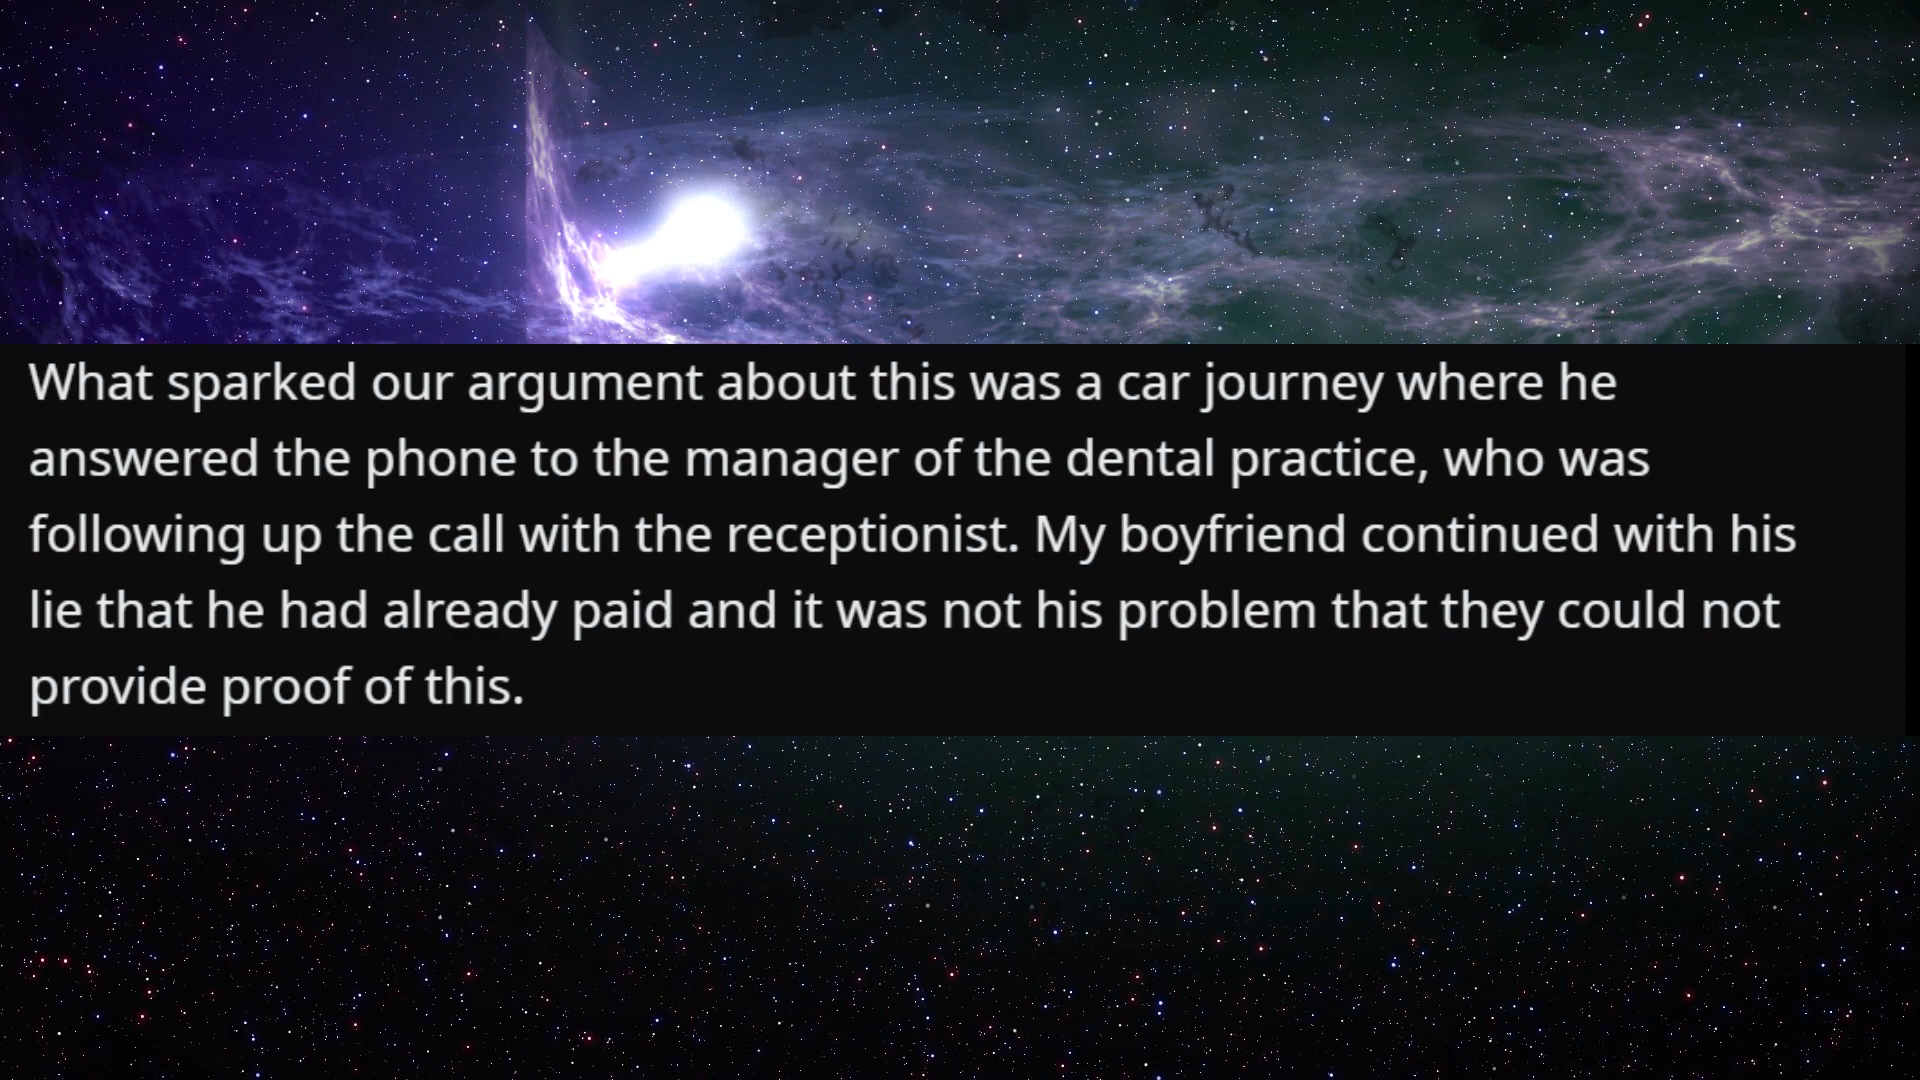 What sparked our argument about this was a car journey where he
answered the phone to the manager of the dental practice, who was
following up the call with the receptionist. My boyfriend continued with his
lie that he had already paid and it was not his problem that they could not
provide proof of this.